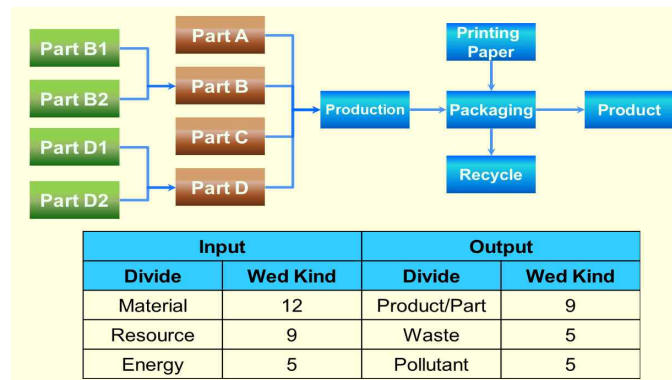 Part B1
Part B2
Part D1
Part D2
Part A
Part B
Part C
Part D
Production
Printing
Paper
Packaging
Recycle
Product
Input Output
Divide Wed Kind Divide Wed Kind
Material 12 Product/Part 9
Resource 9 Waste 5
Energy 5 Pollutant 5